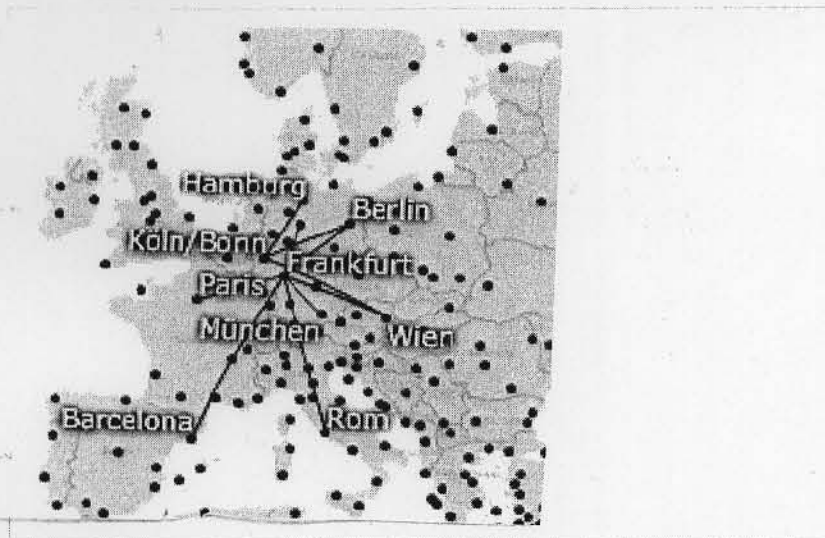 Hamburg
Berlin
Köln/Bonn
Frankfurt
Paris
München
Wien
Barcelona
Rom